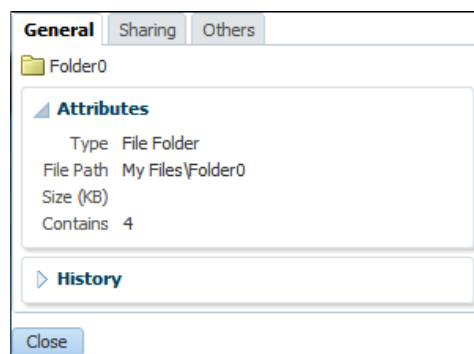 General Sharing Others
Folder0
Attributes
Type File Folder
File Path My Files\Folder0
Size (KB)
Contains 4
History
Close